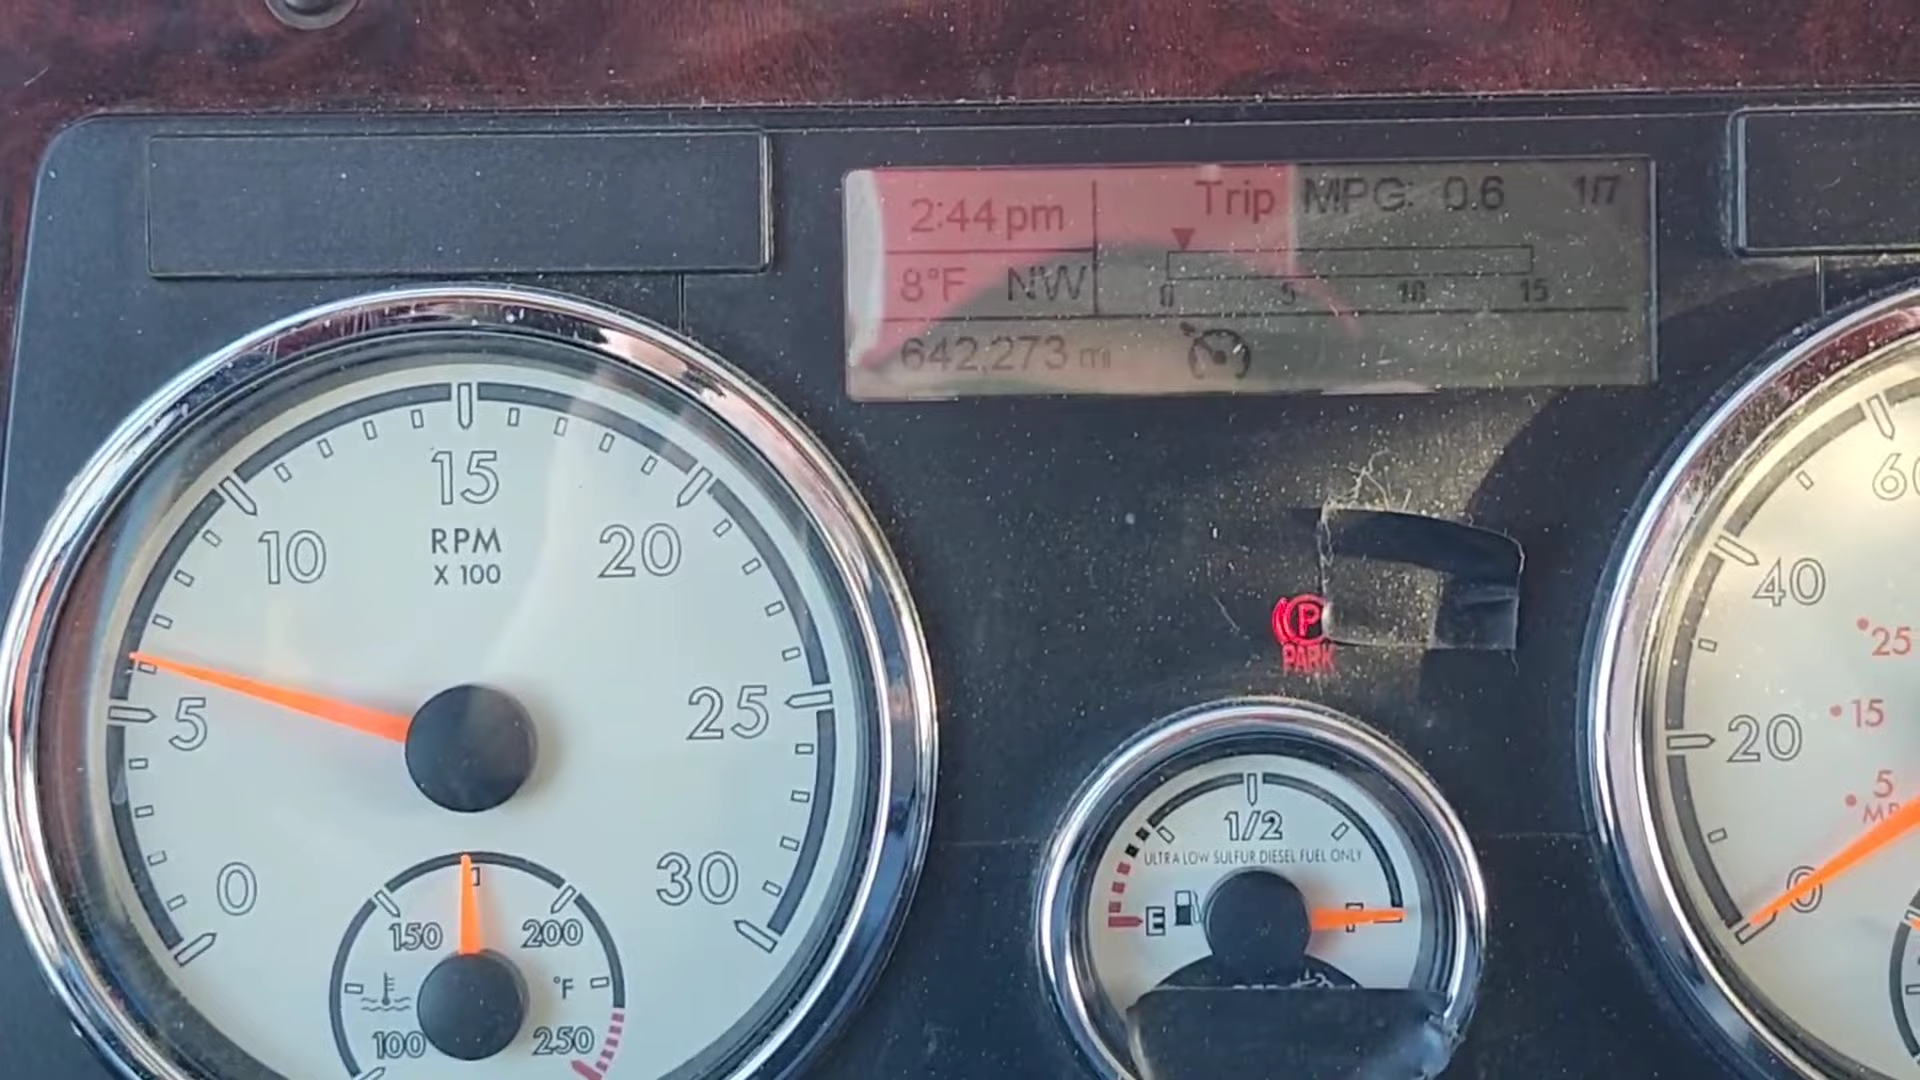 2:44 pm
Trip MPG: 0.6 1/7
8°F NW
0 5 10 15
642,273 mi
15
RPM
X 100
10
20
5
25
0
30
150
200
°F
100
250
P
PARK
1/2
ULTRA LOW SULFUR DIESEL FUEL ONLY
E
F
60
40
25
20
15
5
0